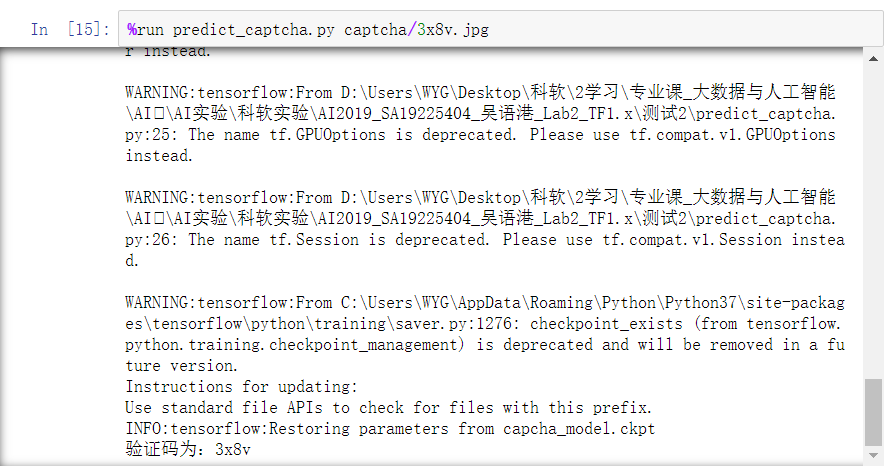 In [15]: %run predict_captcha.py captcha/3x8v.jpg
r instead.
WARNING:tensorflow:From D:\Users\WYG\Desktop\科软\2学习\专业课_大数据与人工智能
\AI\AI实验\科软实验\AI2019_SA19225404_吴语港_Lab2_TF1.x\测试2\predict_captcha.
py:25: The name tf.GPUOptions is deprecated. Please use tf.compat.v1.GPUOptions
instead.
WARNING:tensorflow:From D:\Users\WYG\Desktop\科软\2学习\专业课_大数据与人工智能
\AI\AI实验\科软实验\AI2019_SA19225404_吴语港_Lab2_TF1.x\测试2\predict_captcha.
py:26: The name tf.Session is deprecated. Please use tf.compat.v1.Session instea
d.
WARNING:tensorflow:From C:\Users\WYG\AppData\Roaming\Python\Python37\site-packag
es\tensorflow\python\training\saver.py:1276: checkpoint_exists (from tensorflow.
python.training.checkpoint_management) is deprecated and will be removed in a fu
ture version.
Instructions for updating:
Use standard file APIs to check for files with this prefix.
INFO:tensorflow:Restoring parameters from capcha_model.ckpt
验证码为：3x8v